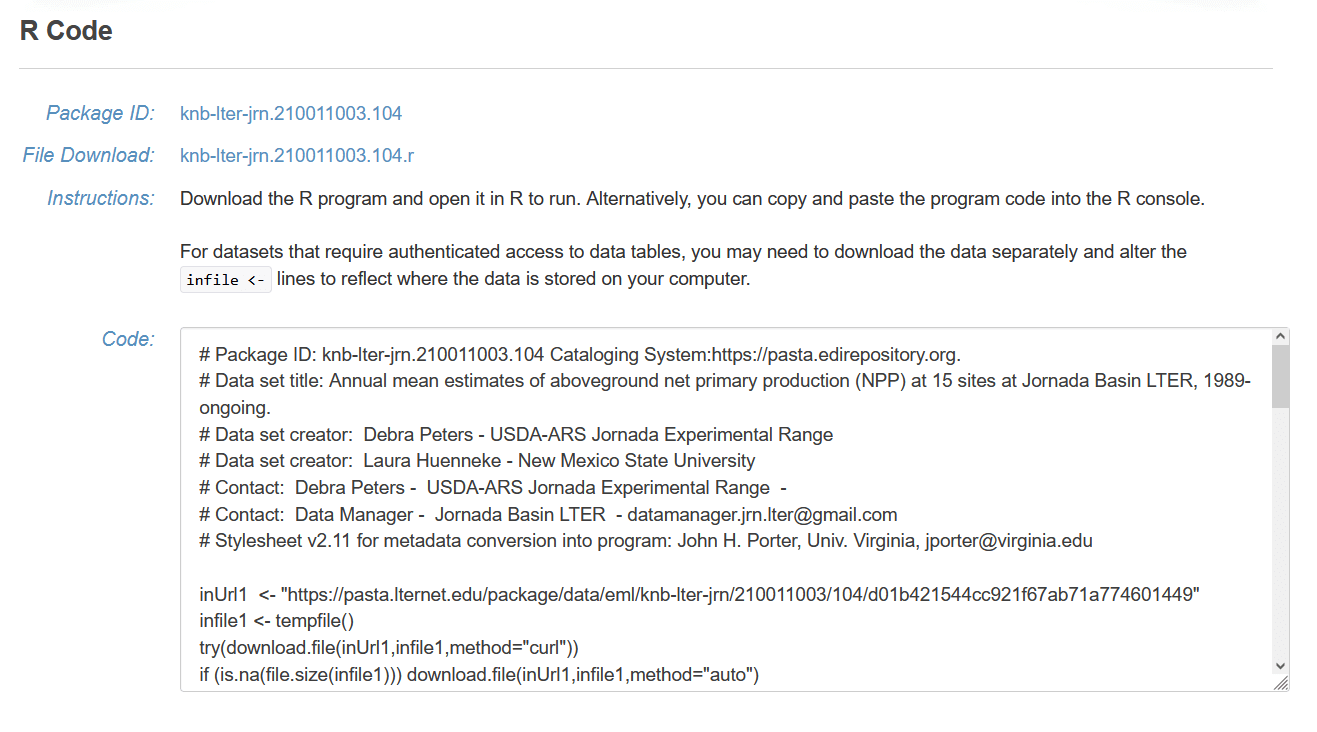 R Code
Package ID: knb-lter-jrn.210011003.104
File Download: knb-lter-jrn.210011003.104.r
Instructions: Download the R program and open it in R to run. Alternatively, you can copy and paste the program code into the R console.
For datasets that require authenticated access to data tables, you may need to download the data separately and alter the
infile <- lines to reflect where the data is stored on your computer.
Code:
# Package ID: knb-lter-jrn.210011003.104 Cataloging System:https://pasta.edirepository.org.
# Data set title: Annual mean estimates of aboveground net primary production (NPP) at 15 sites at Jornada Basin LTER, 1989-
ongoing.
# Data set creator:  Debra Peters - USDA-ARS Jornada Experimental Range
# Data set creator:  Laura Huenneke - New Mexico State University
# Contact:  Debra Peters -  USDA-ARS Jornada Experimental Range  -
# Contact:  Data Manager -  Jornada Basin LTER  - datamanager.jrn.lter@gmail.com
# Stylesheet v2.11 for metadata conversion into program: John H. Porter, Univ. Virginia, jporter@virginia.edu
inUrl1  <- "https://pasta.lternet.edu/package/data/eml/knb-lter-jrn/210011003/104/d01b421544cc921f67ab71a774601449"
infile1 <- tempfile()
try(download.file(inUrl1,infile1,method="curl"))
if (is.na(file.size(infile1))) download.file(inUrl1,infile1,method="auto")